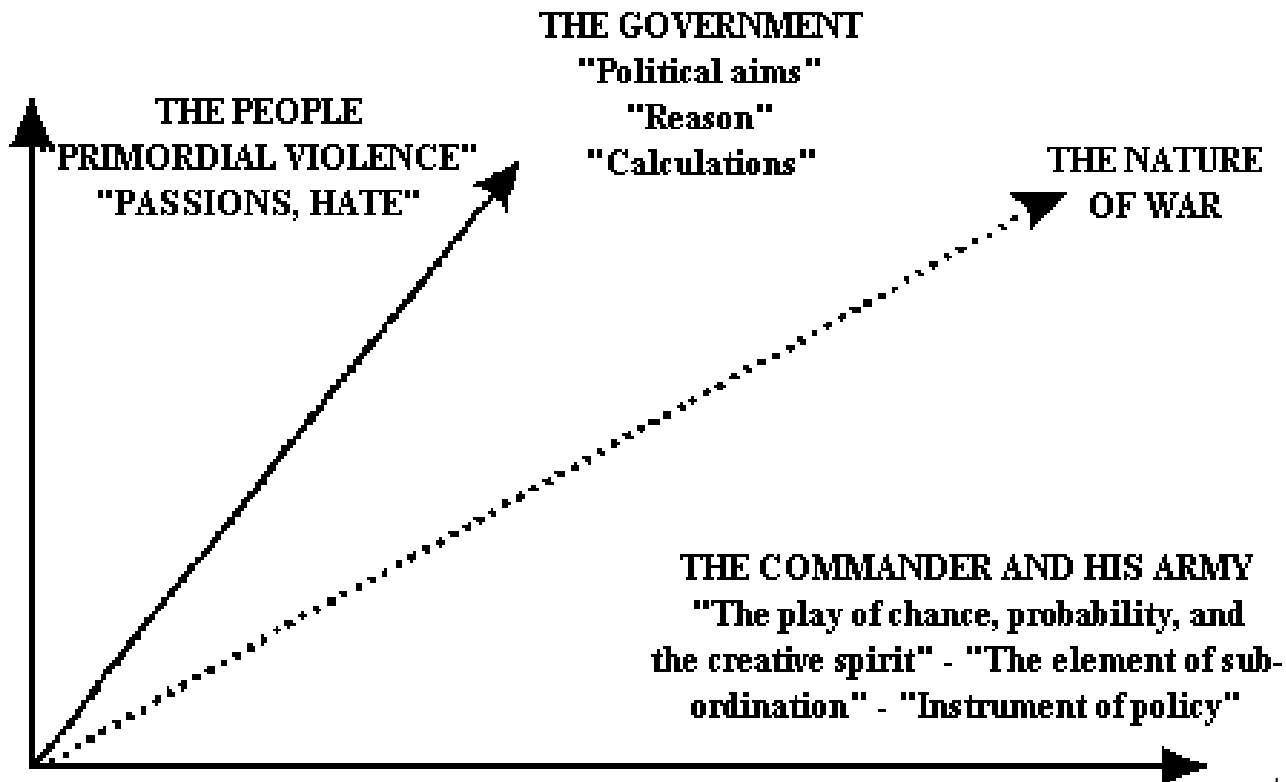 THE GOVERNMENT
"Political aims"
"Reason"
"Calculations"
THE PEOPLE
"PRIMORDIAL VIOLENCE"
"PASSIONS, HATE"
THE NATURE
OF WAR
THE COMMANDER AND HIS ARMY
"The play of chance, probability, and
the creative spirit" - "The element of sub-
ordination" - "Instrument of policy"